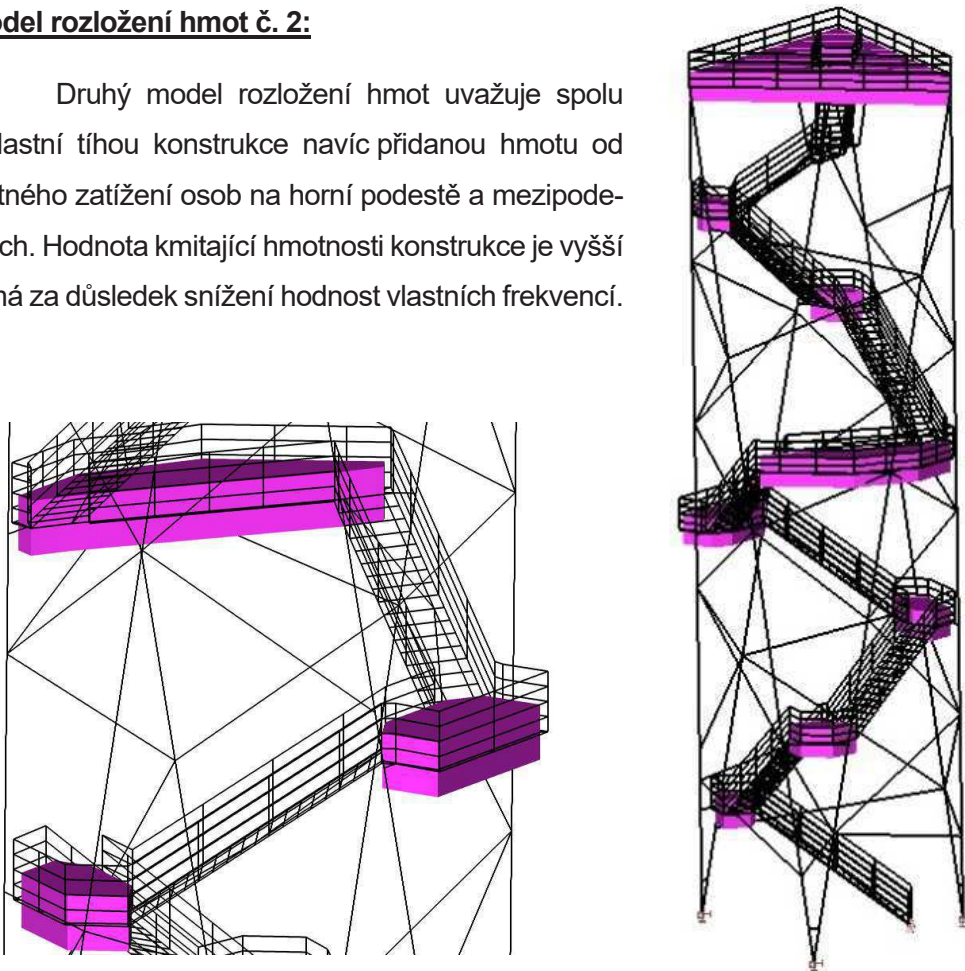 odel rozložení hmot č. 2:
Druhý model rozložení hmot uvažuje spolu
lastní tíhou konstrukce navíc přidanou hmotu od
tného zatížení osob na horní podestě a mezipode-
ch. Hodnota kmitající hmotnosti konstrukce je vyšší
má za důsledek snížení hodnost vlastních frekvencí.